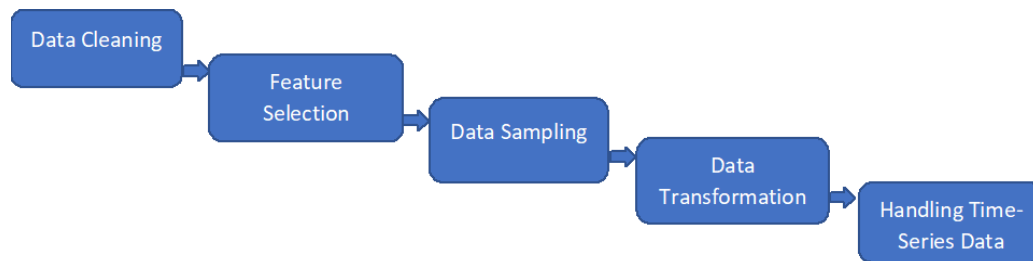 Data Cleaning
Feature
Selection
Data Sampling
Data
Transformation
Handling Time-
Series Data